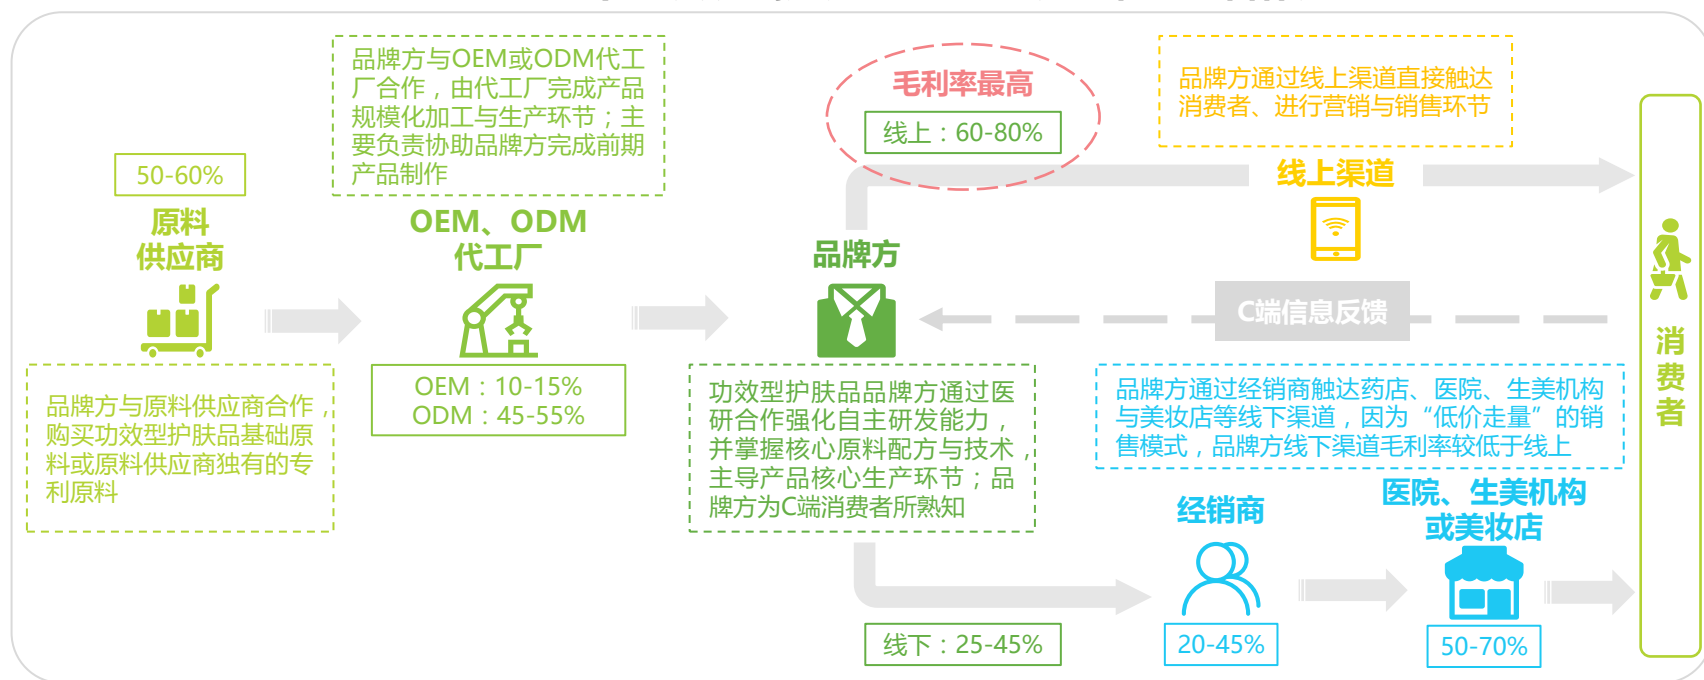 50-60%
原料
供应商
品牌方与原料供应商合作，
购买功效型护肤品基础原
料或原料供应商独有的专
利原料
品牌方与OEM或ODM代工
厂合作，由代工厂完成产品
规模化加工与生产环节；主
要负责协助品牌方完成前期
产品制作
OEM、ODM
代工厂
OEM：10-15%
ODM：45-55%
毛利率最高
线上：60-80%
品牌方
功效型护肤品品牌方通过医
研合作强化自主研发能力，
并掌握核心原料配方与技术，
主导产品核心生产环节；品
牌方为C端消费者所熟知
线下：25-45%
品牌方通过线上渠道直接触达
消费者、进行营销与销售环节
线上渠道
C端信息反馈
品牌方通过经销商触达药店、医院、生美机构
与美妆店等线下渠道，因为“低价走量”的销
售模式，品牌方线下渠道毛利率较低于线上
经销商
20-45%
医院、生美机构
或美妆店
50-70%
消
费
者